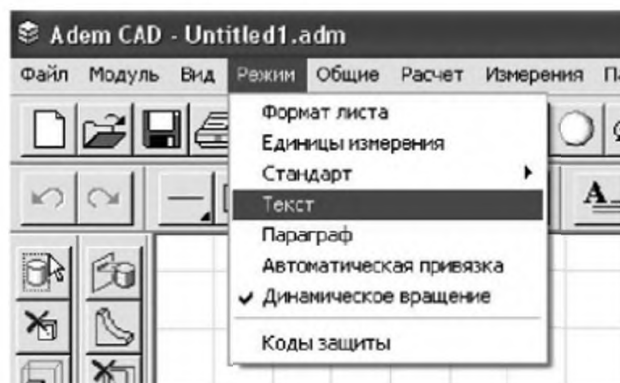 Adem CAD - Untitled1.adm
Файл Модуль Вид Режим Общие Расчет Измерения
Формат листа
Единицы измерения
Стандарт
Текст
Параграф
Автоматическая привязка
Динамическое вращение
Коды защиты
A